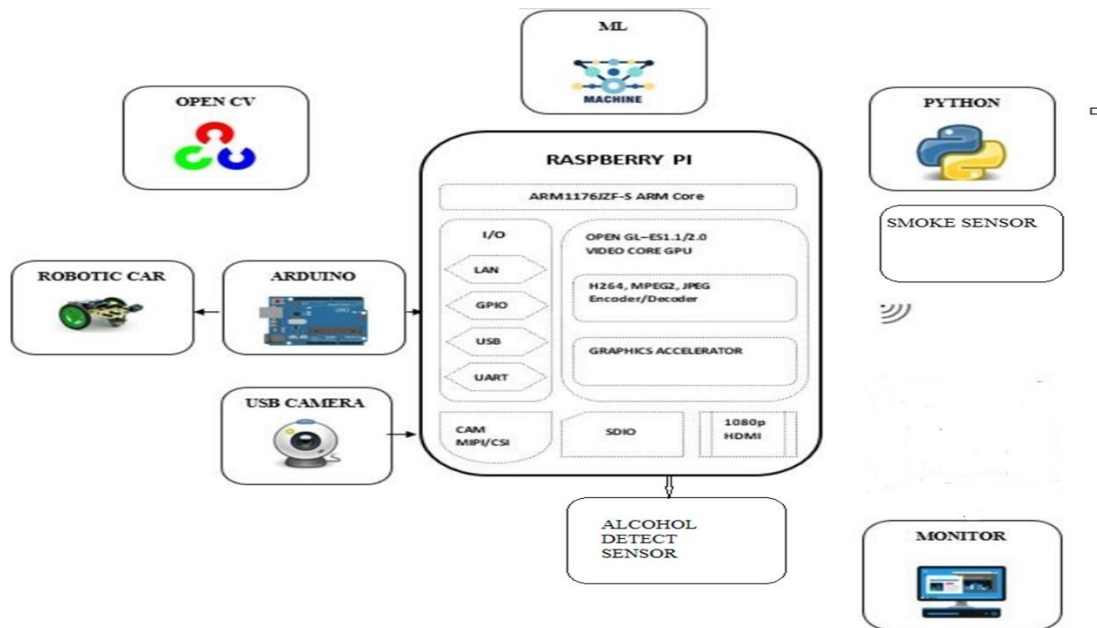 ML
MACHINE
OPEN CV
PYTHON
RASPBERRY PI
ARM1176JZF-S ARM Core
SMOKE SENSOR
I/O
LAN
GPIO
USB
UART
OPEN GL-ES1.1/2.0
VIDEO CORE GPU
H264, MPEG2, JPEG
Encoder/Decoder
GRAPHICS ACCELERATOR
ROBOTIC CAR
ARDUINO
USB CAMERA
CAM
MIPI/CSI
SDIO
1080p
HDMI
ALCOHOL
DETECT
SENSOR
MONITOR